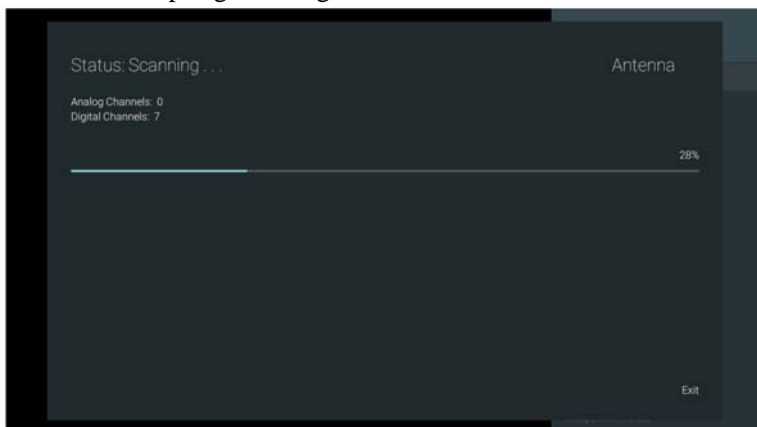 Status: Scanning . . .
Antenna
Analog Channels: 0
Digital Channels: 7
28%
Exit